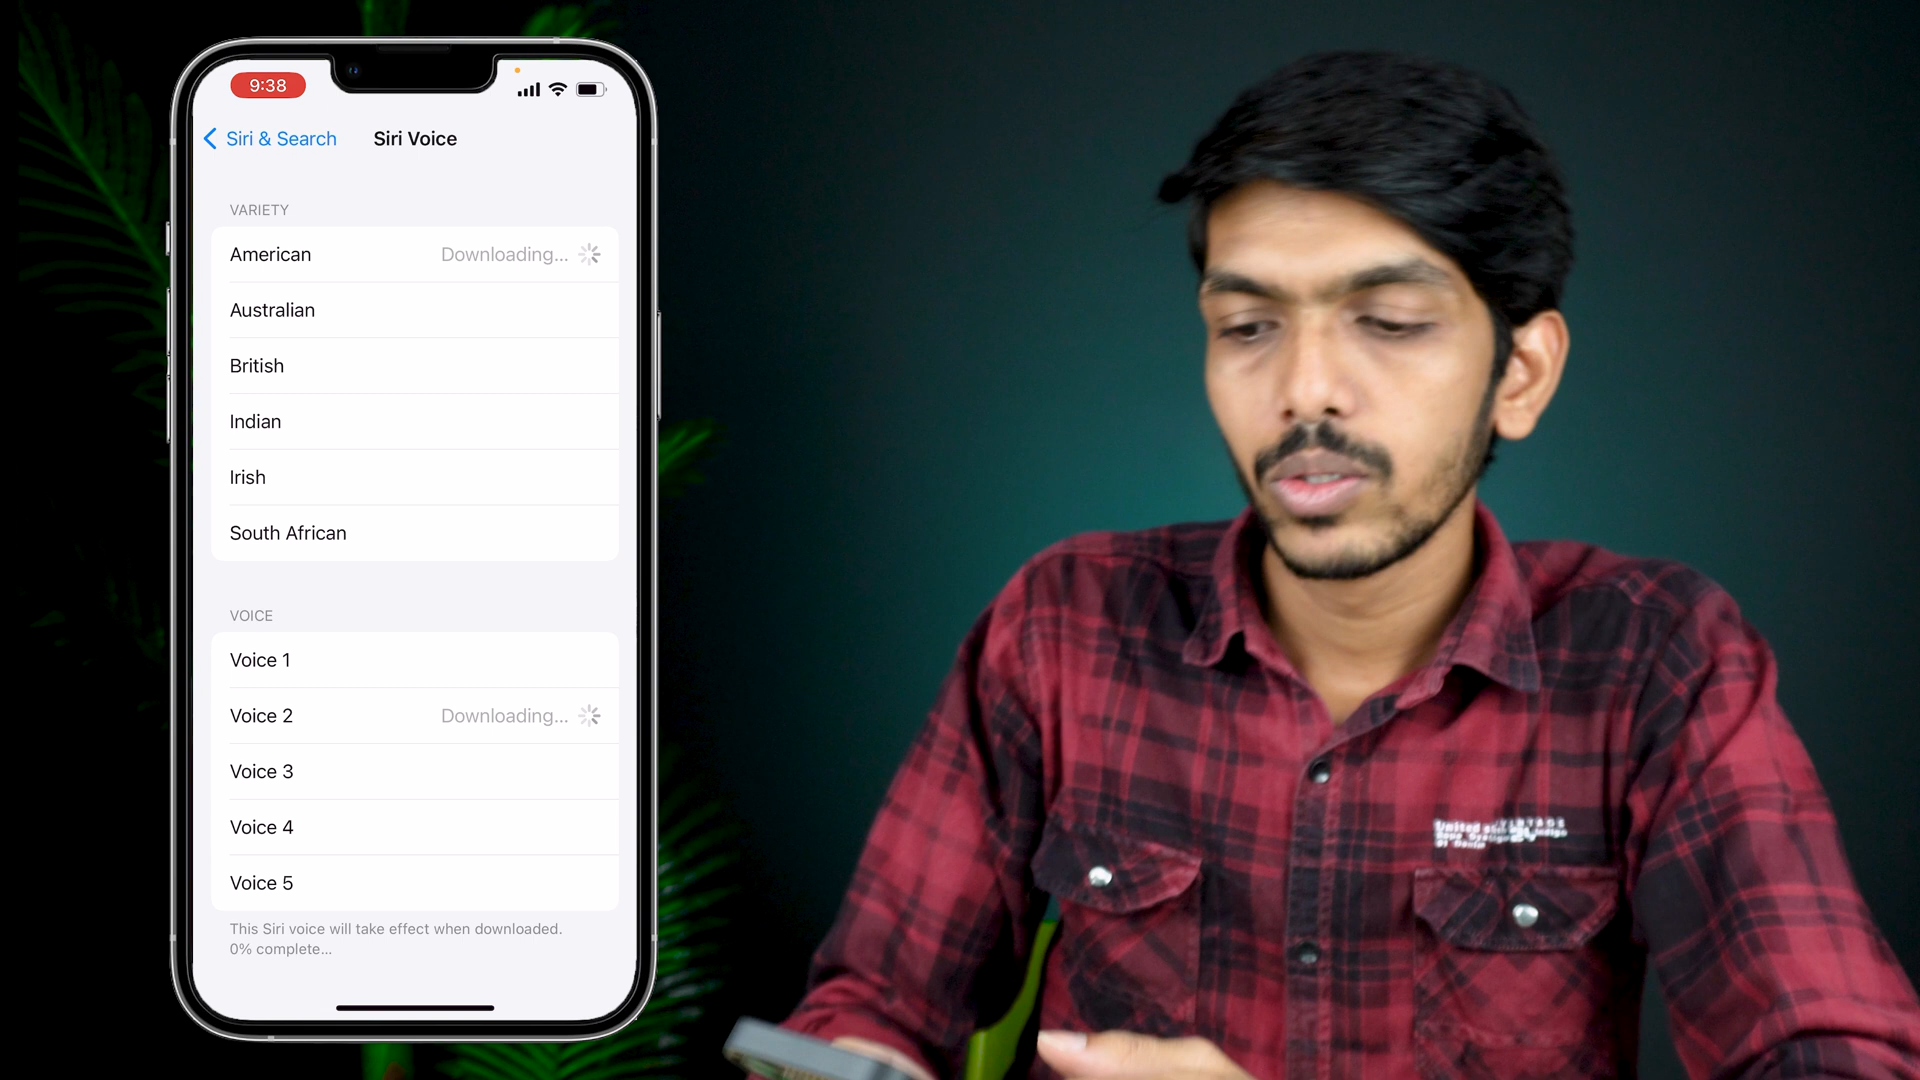 9:38
Siri & Search
Siri Voice
VARIETY
American Downloading...
Australian
British
Indian
Irish
South African
VOICE
Voice 1
Voice 2 Downloading...
Voice 3
Voice 4
Voice 5
This Siri voice will take effect when downloaded.
0% complete...
United